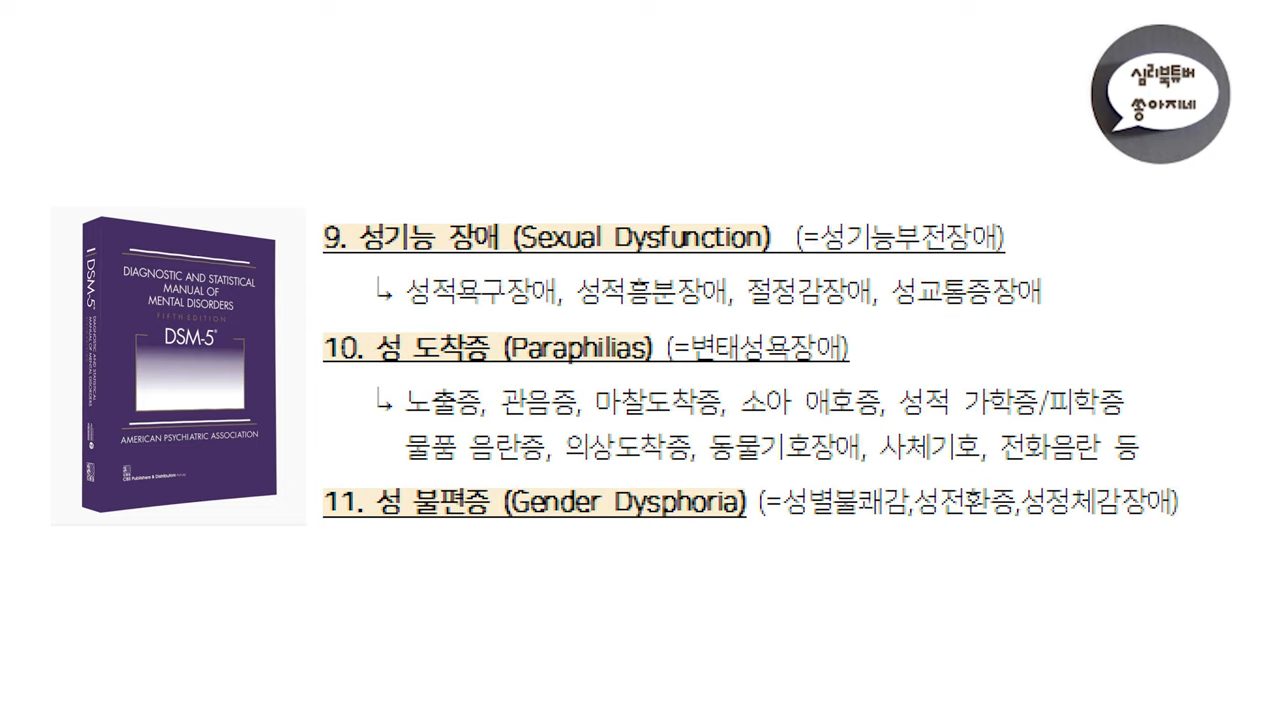 심리북튜버
쏭아지네
9. 성기능 장애 (Sexual Dysfunction) (=성기능부전장애)
↳ 성적욕구장애, 성적흥분장애, 절정감장애, 성교통증장애
10. 성 도착증 (Paraphilias) (=변태성욕장애)
↳ 노출증, 관음증, 마찰도착증, 소아 애호증, 성적 가학증/피학증
물품 음란증, 의상도착증, 동물기호장애, 사체기호, 전화음란 등
11. 성 불편증 (Gender Dysphoria) (=성별불쾌감,성전환증,성정체감장애)
DSM-5®
DIAGNOSTIC AND STATISTICAL
MANUAL OF
MENTAL DISORDERS
FIFTH EDITION
DSM-5®
AMERICAN PSYCHIATRIC ASSOCIATION
CBS Publishers & Distributors